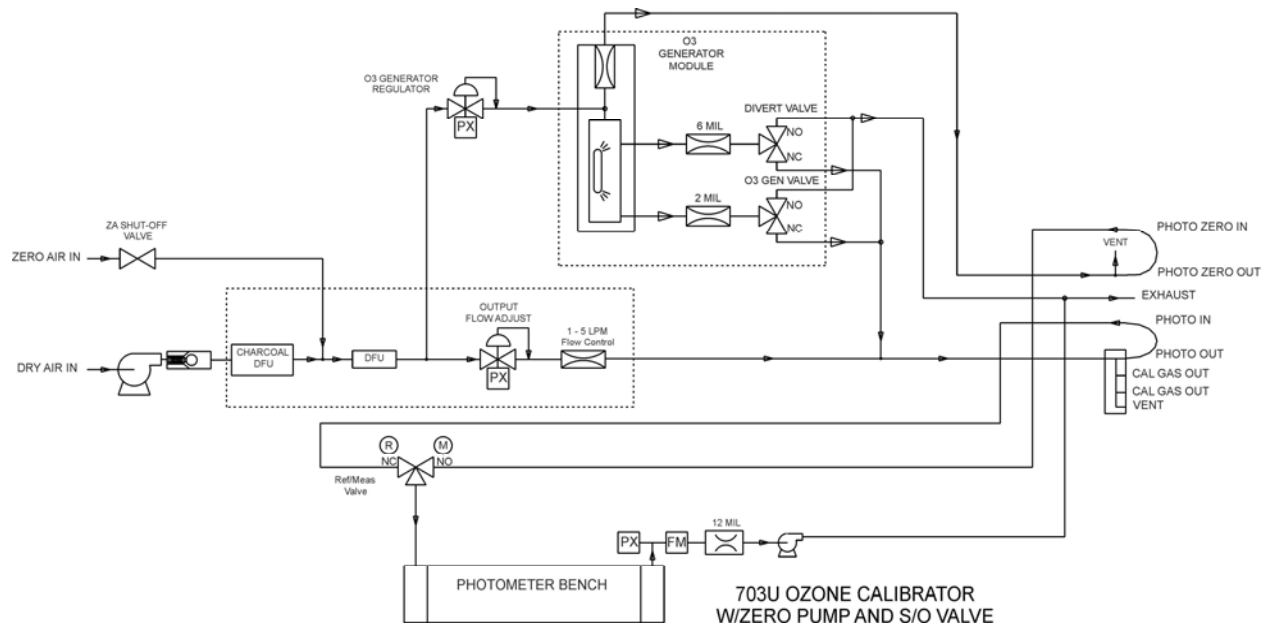 O3
GENERATOR
MODULE
O3 GENERATOR
REGULATOR
PX
DIVERT VALVE
6 MIL
NO
NC
O3 GEN VALVE
2 MIL
NO
NC
ZA SHUT-OFF
VALVE
ZERO AIR IN
PHOTO ZERO IN
VENT
PHOTO ZERO OUT
EXHAUST
OUTPUT
FLOW ADJUST
1 - 5 LPM
Flow Control
PHOTO IN
CHARCOAL
DFU
DFU
PHOTO OUT
DRY AIR IN
PX
CAL GAS OUT
CAL GAS OUT
VENT
R
M
NC
NO
Ref/Meas
Valve
12 MIL
PX
FM
PHOTOMETER BENCH
703U OZONE CALIBRATOR
W/ZERO PUMP AND S/O VALVE